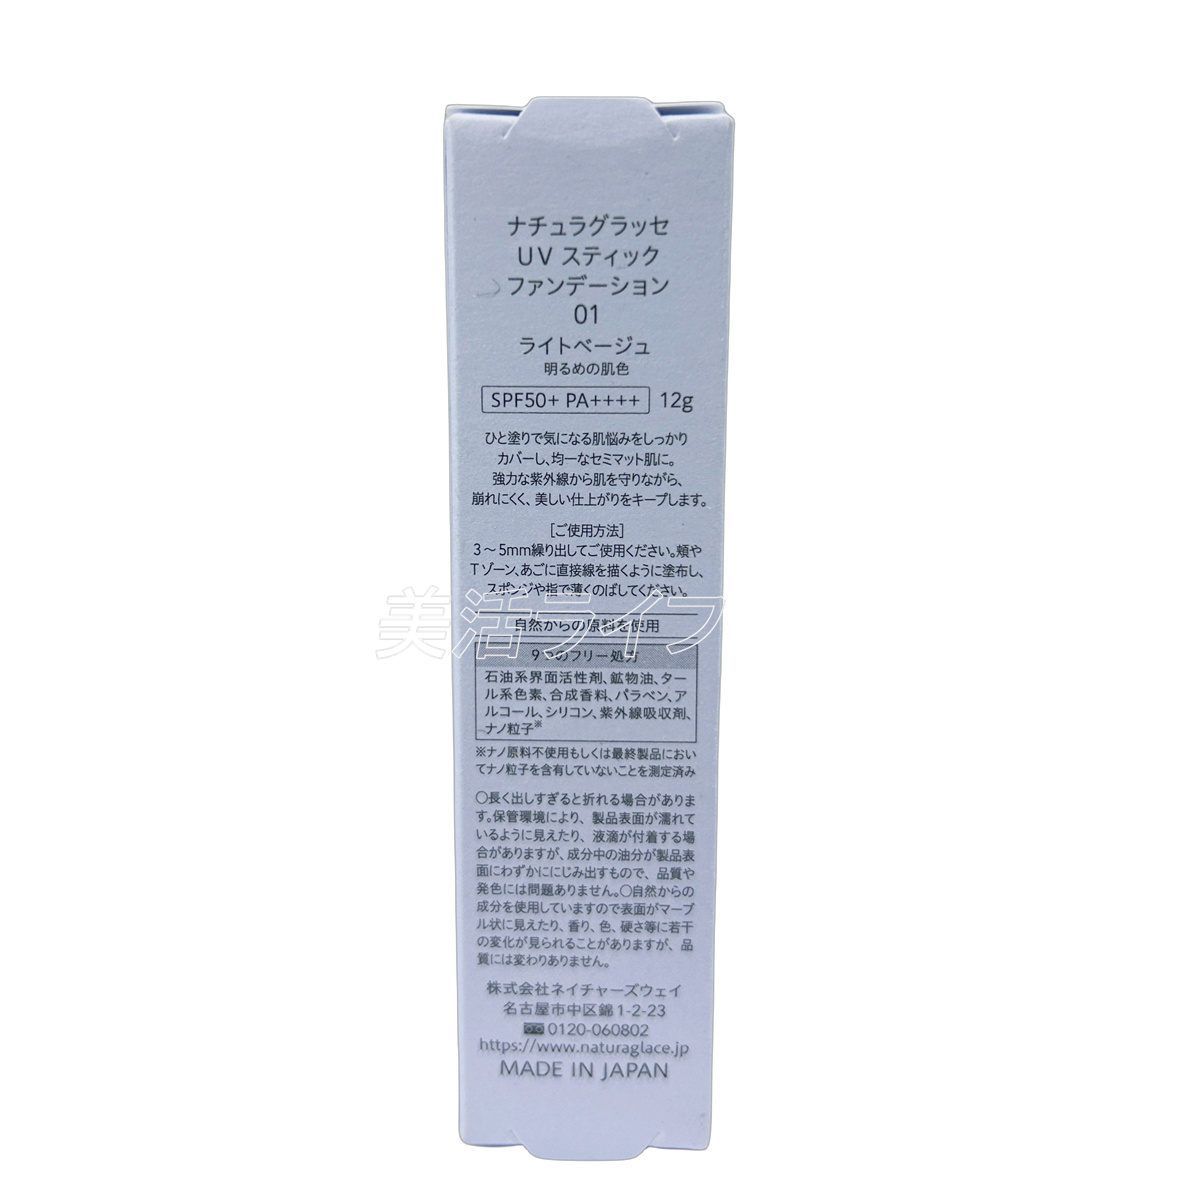 ナチュラグラッセ
UV スティック
ファンデーション
01
ライトベージュ
明るめの肌色
SPF50+ PA++++ 12g
ひと塗りで気になる肌悩みをしっかり
カバーし、均一なセミマット肌に。
強力な紫外線から肌を守りながら、
崩れにくく、美しい仕上がりをキープします。
[ご使用方法]
3～5mm繰り出してご使用ください。頬や
Tゾーン、あごに直接線を描くように塗布し、
スポンジや指で薄くのばしてください。
美活ライフ
自然からの原料を使用
9つのフリー処方
石油系界面活性剤、鉱物油、ター
ル系色素、合成香料、パラベン、ア
ルコール、シリコン、紫外線吸収剤、
ナノ粒子※
※ナノ原料不使用もしくは最終製品におい
てナノ粒子を含有していないことを測定済み
○長く出しすぎると折れる場合がありま
す。保管環境により、製品表面が濡れて
いるように見えたり、液滴が付着する場
合がありますが、成分中の油分が製品表
面にわずかににじみ出すもので、品質や
発色には問題ありません。○自然からの
成分を使用していますので表面がマーブ
ル状に見えたり、香り、色、硬さ等に若干
の変化が見られることがありますが、品
質には変わりありません。
株式会社ネイチャーズウェイ
名古屋市中区錦1-2-23
0120-060802
https://www.naturaglace.jp
MADE IN JAPAN